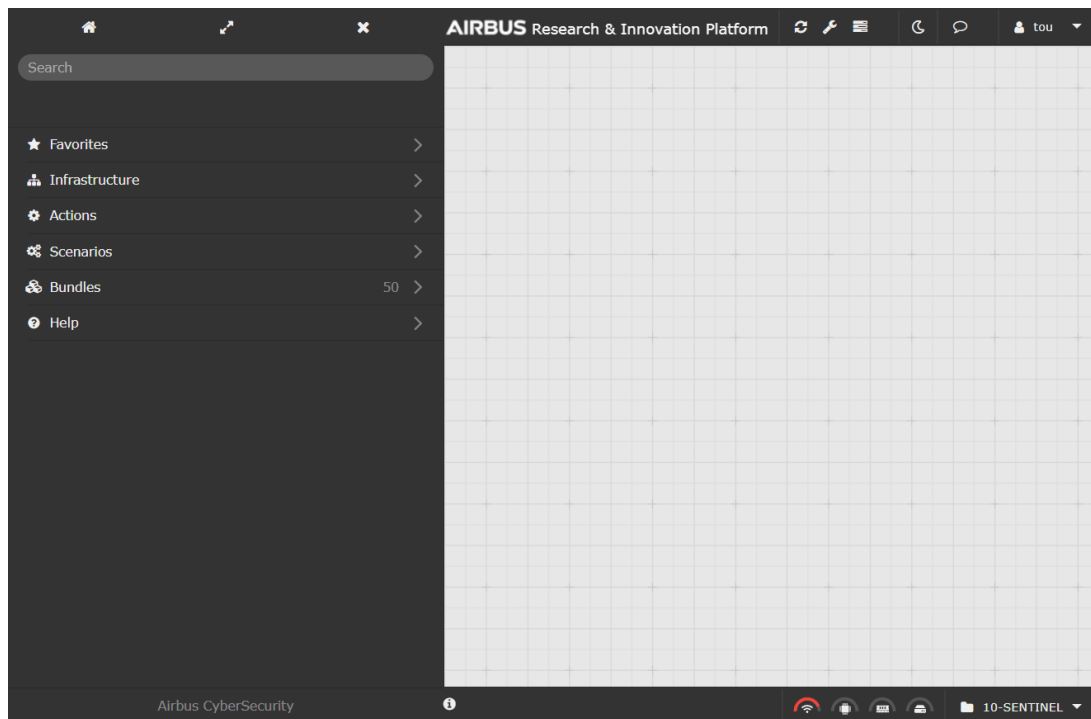 AIRBUS Research & Innovation Platform
tou
Search
Favorites
Infrastructure
Actions
Scenarios
Bundles 50
Help
Airbus CyberSecurity
10-SENTINEL